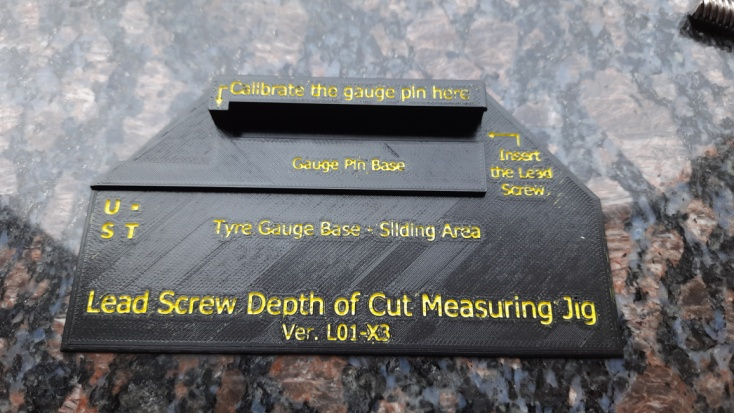 Calibrate the gauge pin here
Gauge Pin Base
Insert
the Lead
Screw
U -
S T
Tyre Gauge Base - Sliding Area
Lead Screw Depth of Cut Measuring Jig
Ver. L01-X3